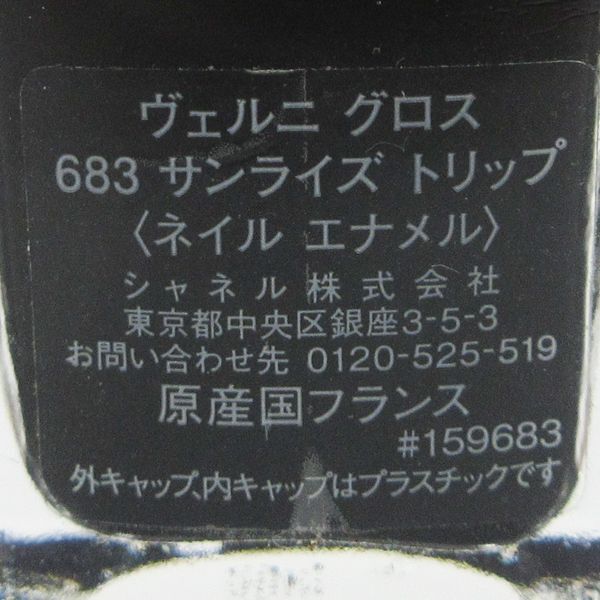 ヴェルニ グロス
683 サンライズ トリップ
〈ネイル エナメル〉
シャネル株式会社
東京都中央区銀座3-5-3
お問い合わせ先 0120-525-519
原産国フランス
#159683
外キャップ、内キャップはプラスチックです